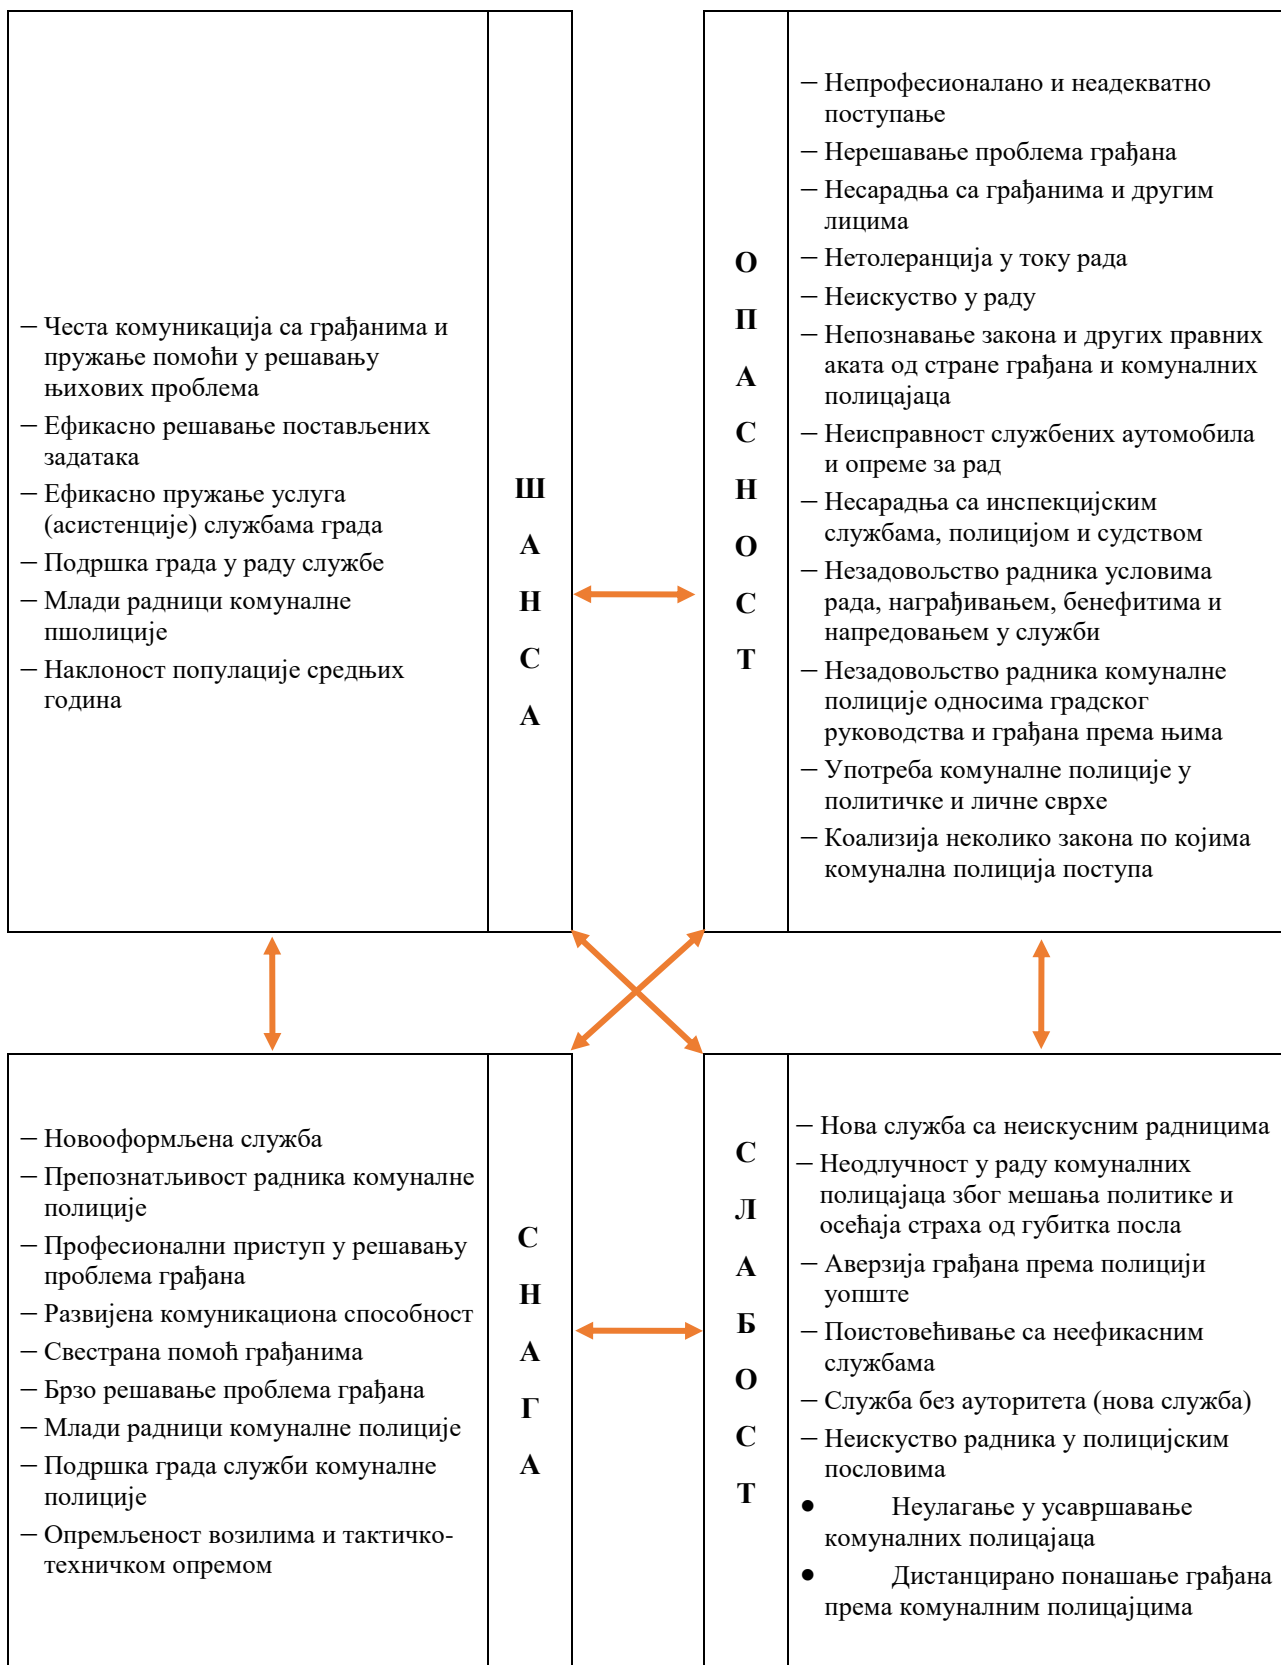 – Честа комуникација са грађанима и
пружање помоћи у решавању
њихових проблема
– Ефикасно решавање постављених
задатака
– Ефикасно пружање услуга
(асистенције) службама града
– Подршка града у раду службе
– Млади радници комуналне
пшолиције
– Наклоност популације средњих
година
Ш
А
Н
С
А
О
П
А
С
Н
О
С
Т
– Непрофесионалано и неадекватно
поступање
– Нерешавање проблема грађана
– Несарадња са грађанима и другим
лицима
– Нетолеранција у току рада
– Неискуство у раду
– Непознавање закона и других правних
аката од стране грађана и комуналних
полицајаца
– Неисправност службених аутомобила
и опреме за рад
– Несарадња са инспекцијским
службама, полицијом и судством
– Незадовољство радника условима
рада, награђивањем, бенефитима и
напредовањем у служби
– Незадовољство радника комуналне
полиције односима градског
руководства и грађана према њима
– Употреба комуналне полиције у
политичке и личне сврхе
– Коализија неколико закона по којима
комунална полиција поступа
– Новооформљена служба
– Препознатљивост радника комуналне
полиције
– Професионални приступ у решавању
проблема грађана
– Развијена комуникациона способност
– Свестрана помоћ грађанима
– Брзо решавање проблема грађана
– Млади радници комуналне полиције
– Подршка града служби комуналне
полиције
– Опремљеност возилима и тактичко-
техничком опремом
С
Н
А
Г
А
С
Л
А
Б
О
С
Т
– Нова служба са неискусним радницима
– Неодлучност у раду комуналних
полицајаца због мешања политике и
осећаја страха од губитка посла
– Аверзија грађана према полицији
уопште
– Поистовећивање са неефикасним
службама
– Служба без ауторитета (нова служба)
– Неискуство радника у полицијским
пословима
● Неулагање у усавршавање
комуналних полицајаца
● Дистанцирано понашање грађана
према комуналним полицајцима